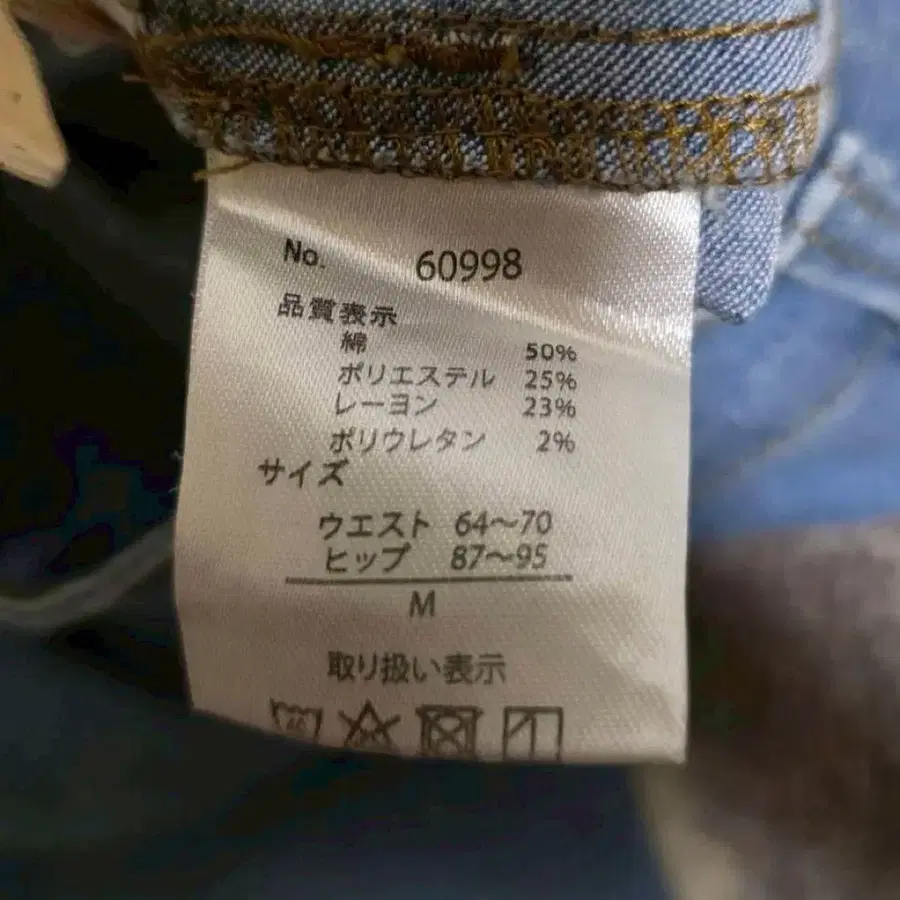 No. 60998
品質表示
綿 50%
ポリエステル 25%
レーヨン 23%
ポリウレタン 2%
サイズ
ウエスト 64〜70
ヒップ 87〜95
M
取り扱い表示